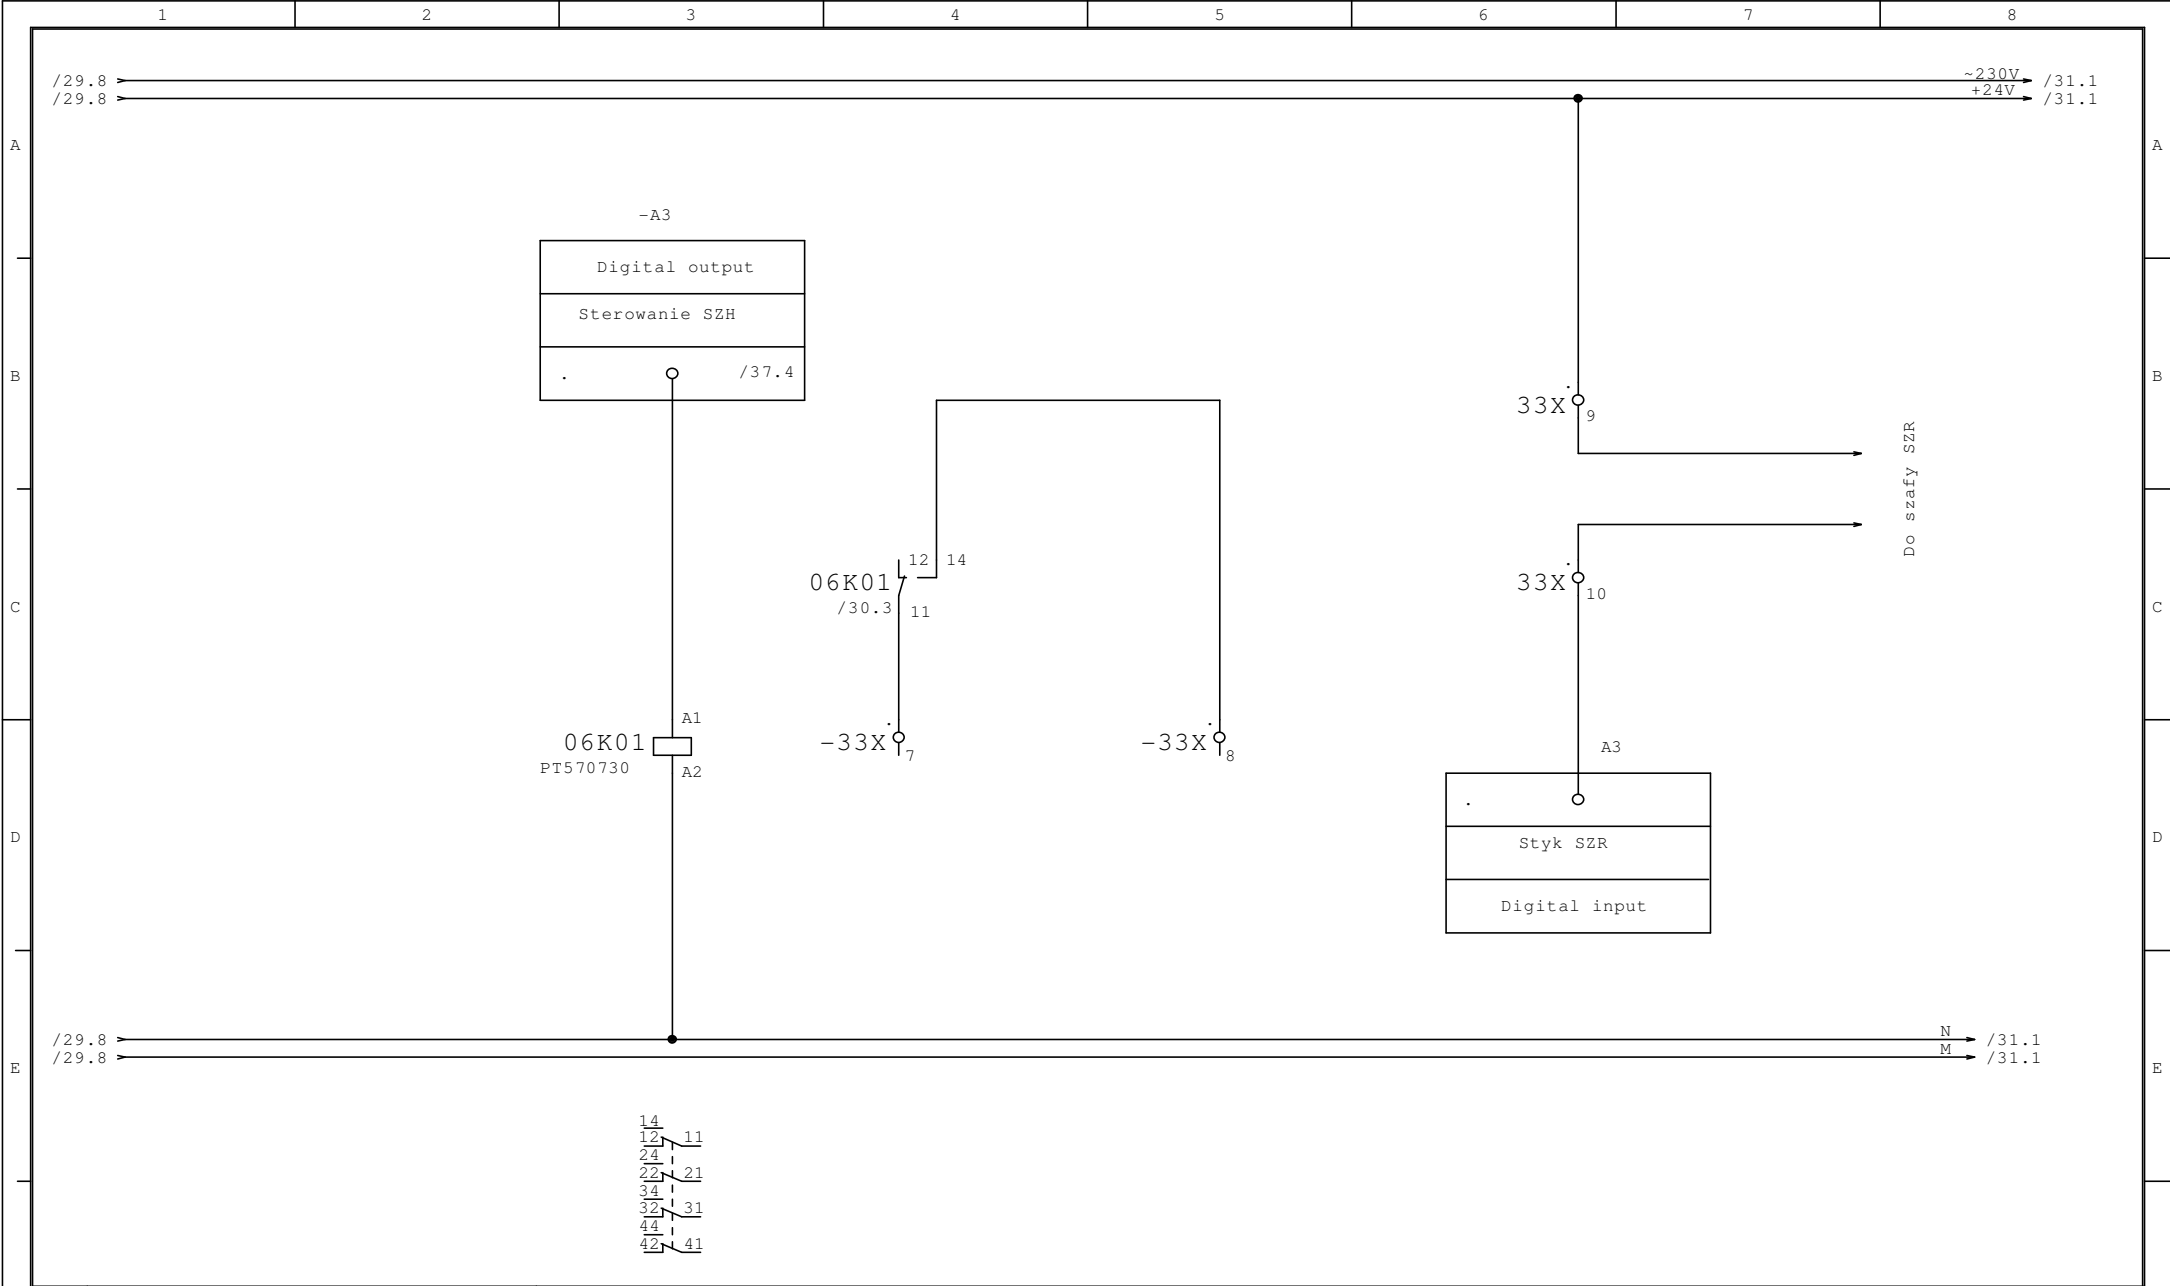 1 2 3 4 5 6 7 8
/29.8 ~230V /31.1
/29.8 +24V /31.1
A A
-A3
Digital output
Sterowanie SZH
. /37.4
B B
33X 9
Do szafy SZR
12 14
06K01
/30.3 11
33X 10
C C
A1
06K01
PT570730 A2
-33X 7
-33X 8
A3
.
Styk SZR
Digital input
D D
/29.8 N /31.1
/29.8 M /31.1
E E
14
12 11
24
22 21
34
32 31
44
42 41